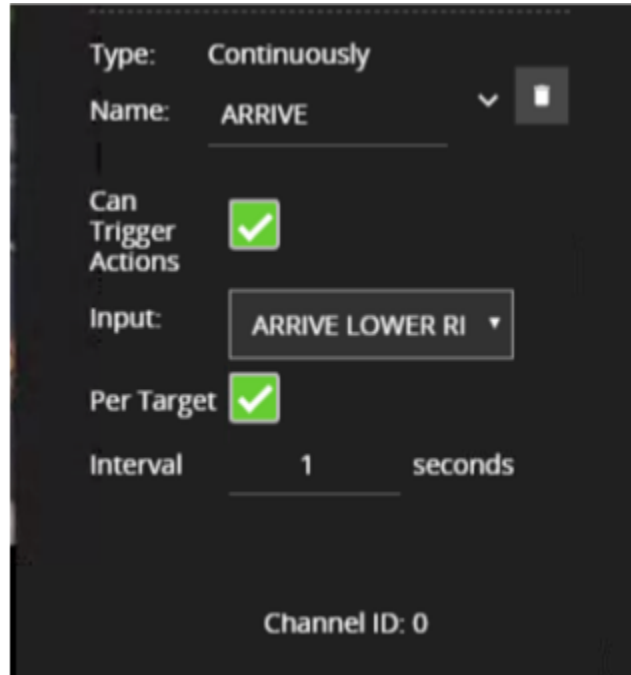 Type: Continuously
Name: ARRIVE
Can
Trigger
Actions
Input: ARRIVE LOWER RI
Per Target
Interval 1 seconds
Channel ID: 0